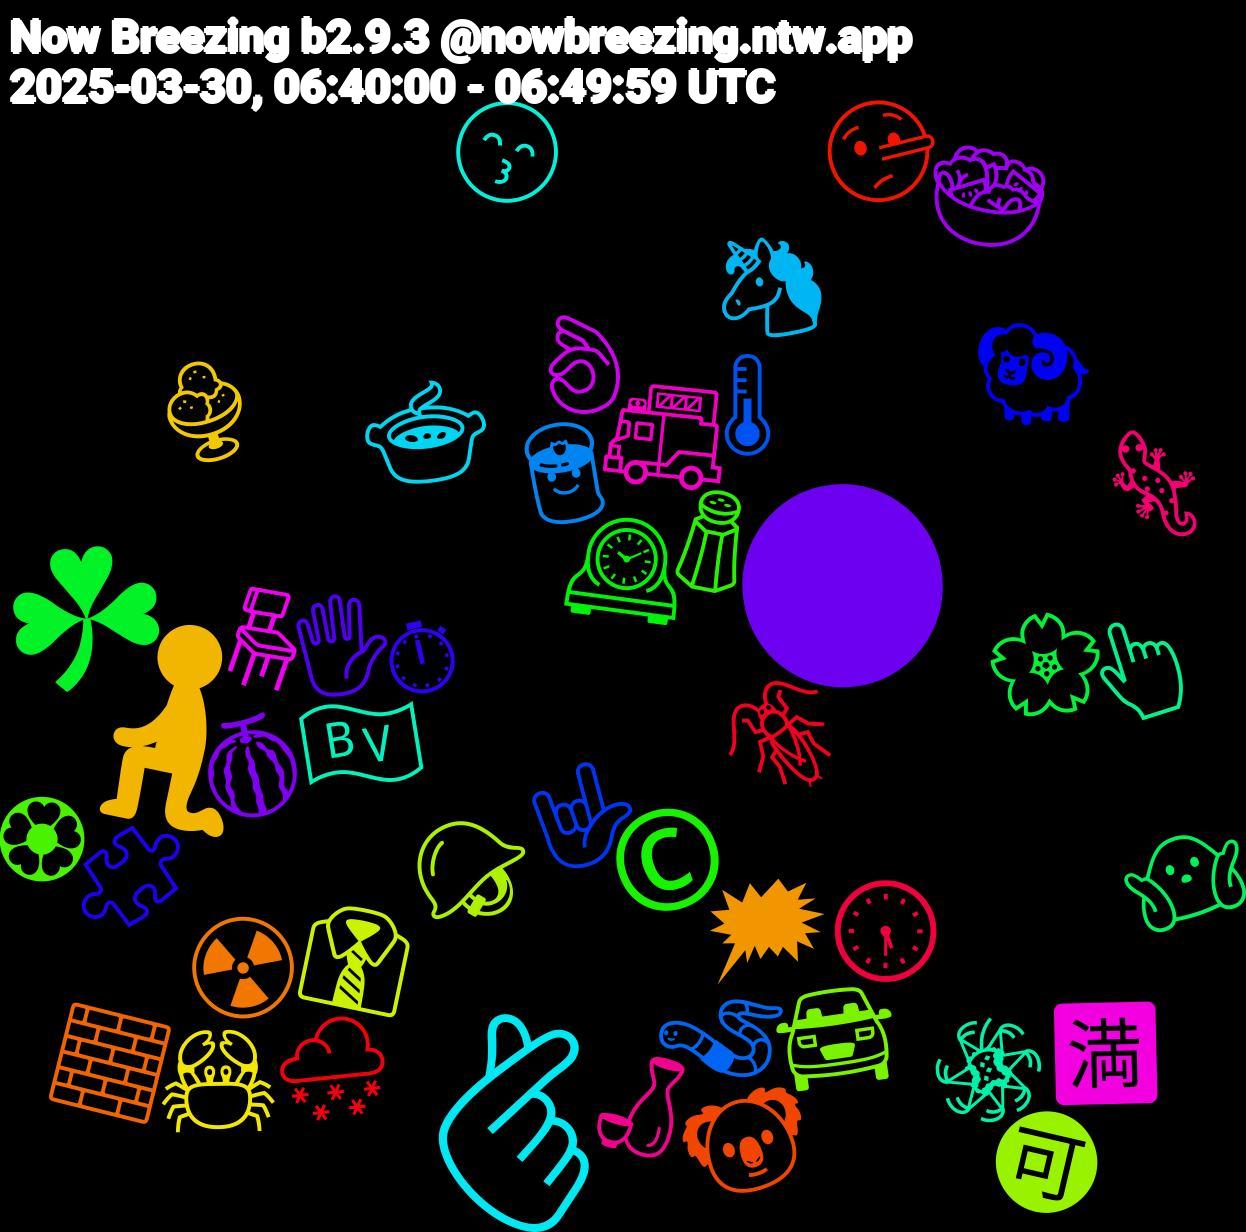 Now Breezing b2.9.3 @nowbreezing.ntw.app
2025-03-30, 06:40:00 - 06:49:59 UTC
BV
©
満
可